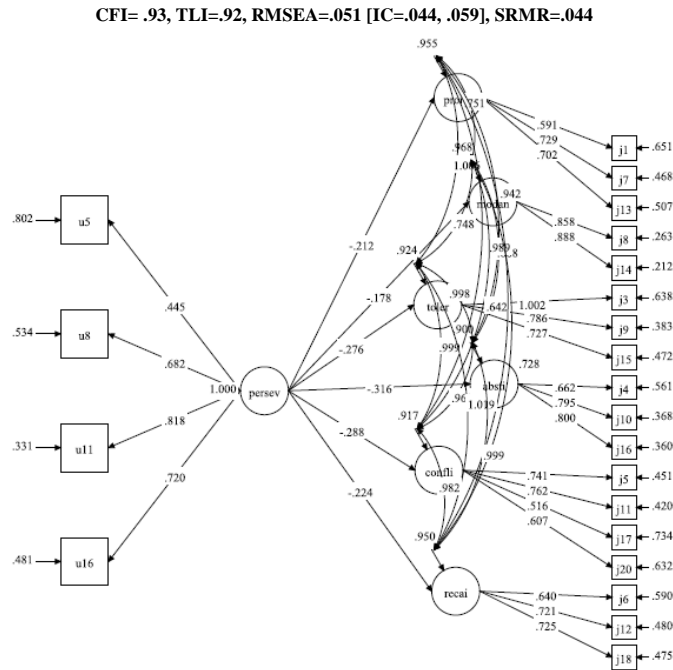 CFI= .93, TLI=.92, RMSEA=.051 [IC=.044, .059], SRMR=.044
.955
.751
.591
.729
.702
j1
.651
j7
.468
j13
.507
.968
.942
.748
.858
.888
j8
.263
j14
.212
.802
u5
-.212
.924
.989
.445
-.178
toler
.998
.642
1.002
.786
.727
j3
.638
j9
.383
j15
.472
.534
u8
.682
-.276
.999
.728
1.000
persev
-.316
absti
.662
.795
.800
j4
.561
j10
.368
j16
.360
.331
u11
.818
-.288
.917
1.019
confli
.982
.999
.741
.762
.516
.607
j5
.451
j11
.420
j17
.734
j20
.632
.481
u16
.720
-.224
.950
recai
.640
.721
.725
j6
.590
j12
.480
j18
.475